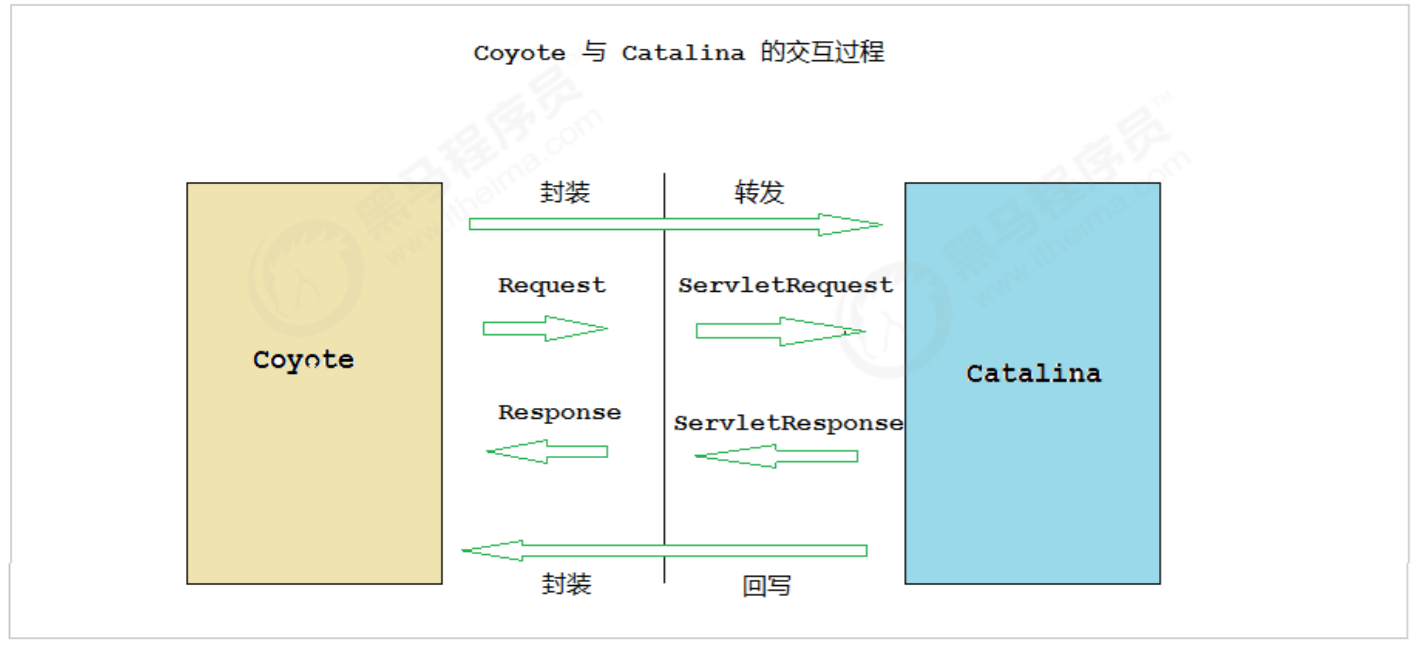 Coyote 与 Catalina 的交互过程
黑马程序员™
www.itheima.com
黑马程序员
www.itheima.com
封装 转发
Request ServletRequest
Coyote
Catalina
Response ServletResponse
封装 回写